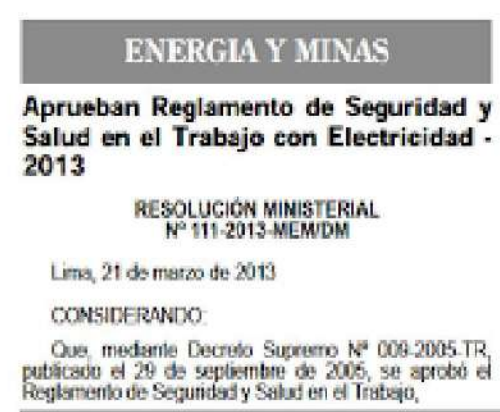 ENERGIA Y MINAS
Aprueban Reglamento de Seguridad y
Salud en el Trabajo con Electricidad -
2013
RESOLUCIÓN MINISTERIAL
Nº 111-2013-MEM/DM
Lima, 21 de marzo de 2013
CONSIDERANDO:
Que, mediante Decreto Supremo Nº 009-2005-TR,
publicado el 29 de septiembre de 2005, se aprobó el
Reglamento de Seguridad y Salud en el Trabajo,